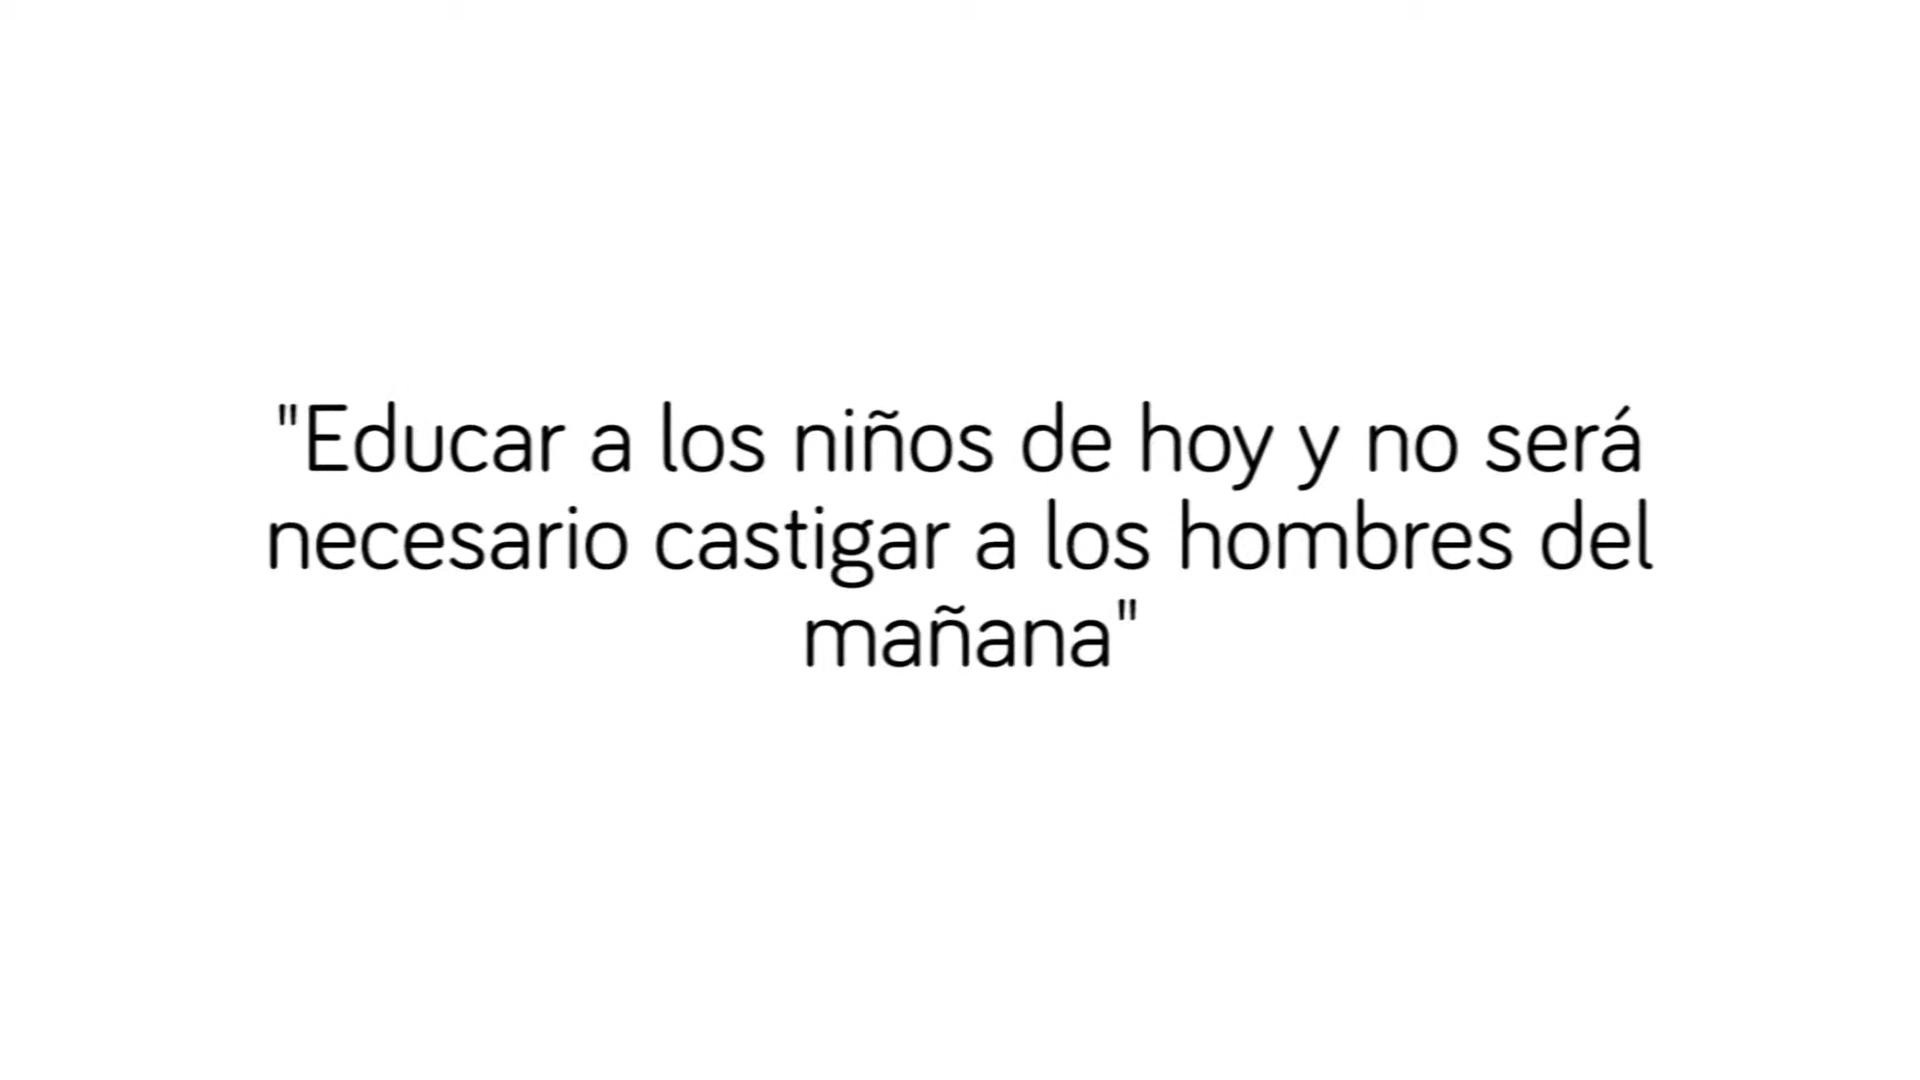 "Educar a los niños de hoy y no será
necesario castigar a los hombres del
mañana"